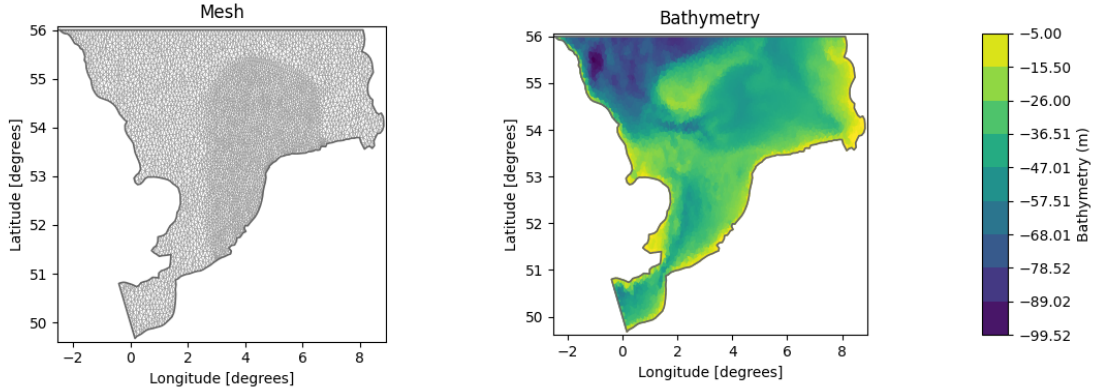 Mesh
56
55
54
53
52
51
50
Latitude [degrees]
−2 0 2 4 6 8
Longitude [degrees]
Bathymetry
56
55
54
53
52
51
50
Latitude [degrees]
−2 0 2 4 6 8
Longitude [degrees]
−5.00
−15.50
−26.00
−36.51
−47.01
−57.51
−68.01
−78.52
−89.02
−99.52
Bathymetry (m)